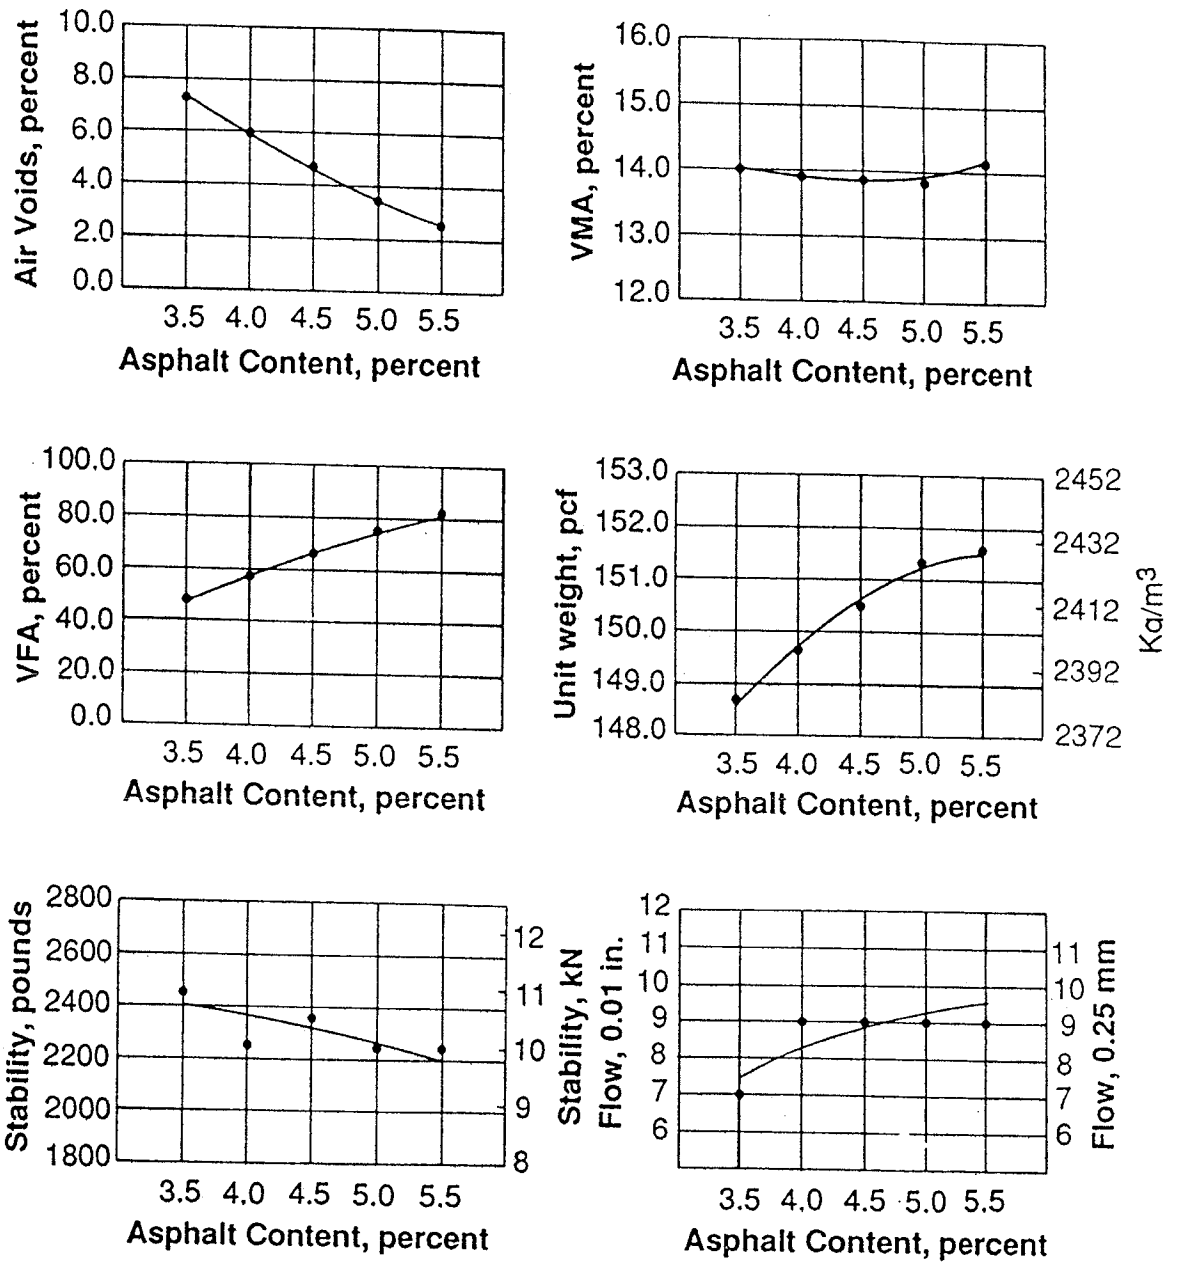 Air Voids, percent
10.0
8.0
6.0
4.0
2.0
0.0
3.5 4.0 4.5 5.0 5.5
Asphalt Content, percent
VMA, percent
16.0
15.0
14.0
13.0
12.0
3.5 4.0 4.5 5.0 5.5
Asphalt Content, percent
VFA, percent
100.0
80.0
60.0
40.0
20.0
0.0
3.5 4.0 4.5 5.0 5.5
Asphalt Content, percent
Unit weight, pcf
153.0
152.0
151.0
150.0
149.0
148.0
2452
2432
2412
2392
2372
Ka/m3
3.5 4.0 4.5 5.0 5.5
Asphalt Content, percent
Stability, pounds
2800
2600
2400
2200
2000
1800
12
11
10
9
8
Stability, kN
3.5 4.0 4.5 5.0 5.5
Asphalt Content, percent
Flow, 0.01 in.
12
11
10
9
8
7
6
11
10
9
8
7
6
Flow, 0.25 mm
3.5 4.0 4.5 5.0 5.5
Asphalt Content, percent